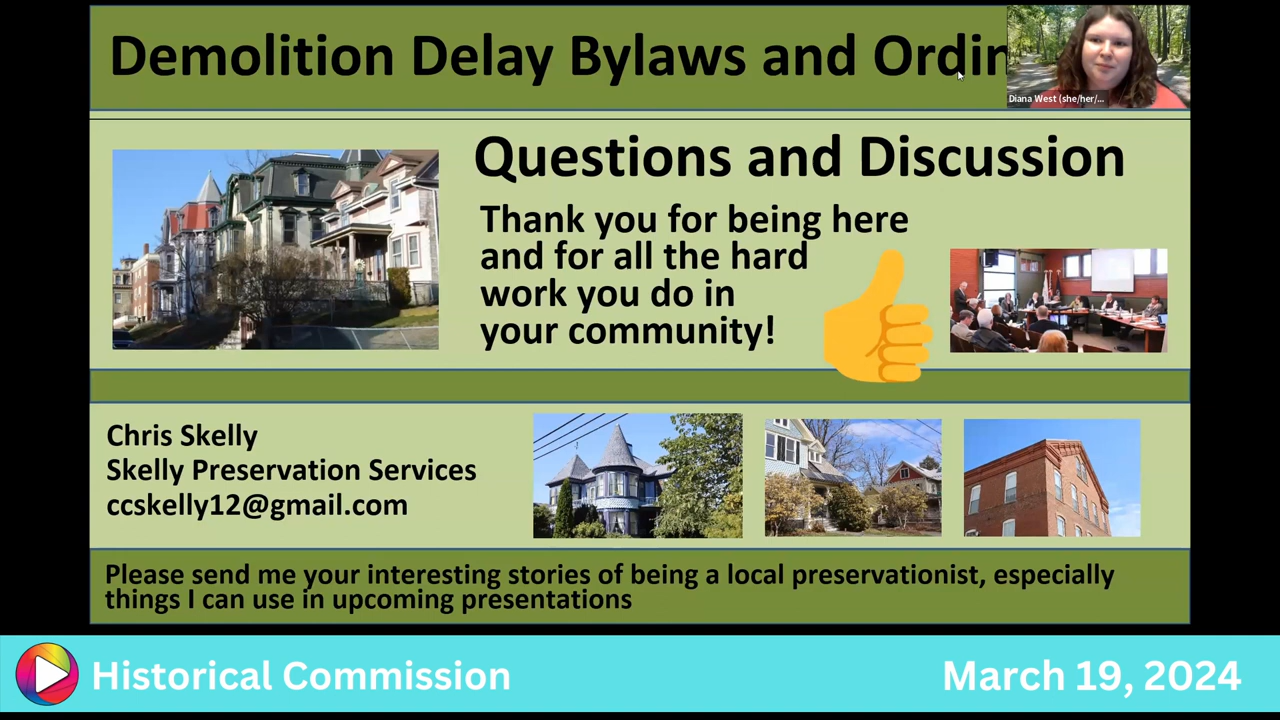 Demolition Delay Bylaws and Ordin
Diana West (she/her/...
Questions and Discussion
Thank you for being here
and for all the hard
work you do in
your community!
Chris Skelly
Skelly Preservation Services
ccskelly12@gmail.com
Please send me your interesting stories of being a local preservationist, especially
things I can use in upcoming presentations
Historical Commission
March 19, 2024